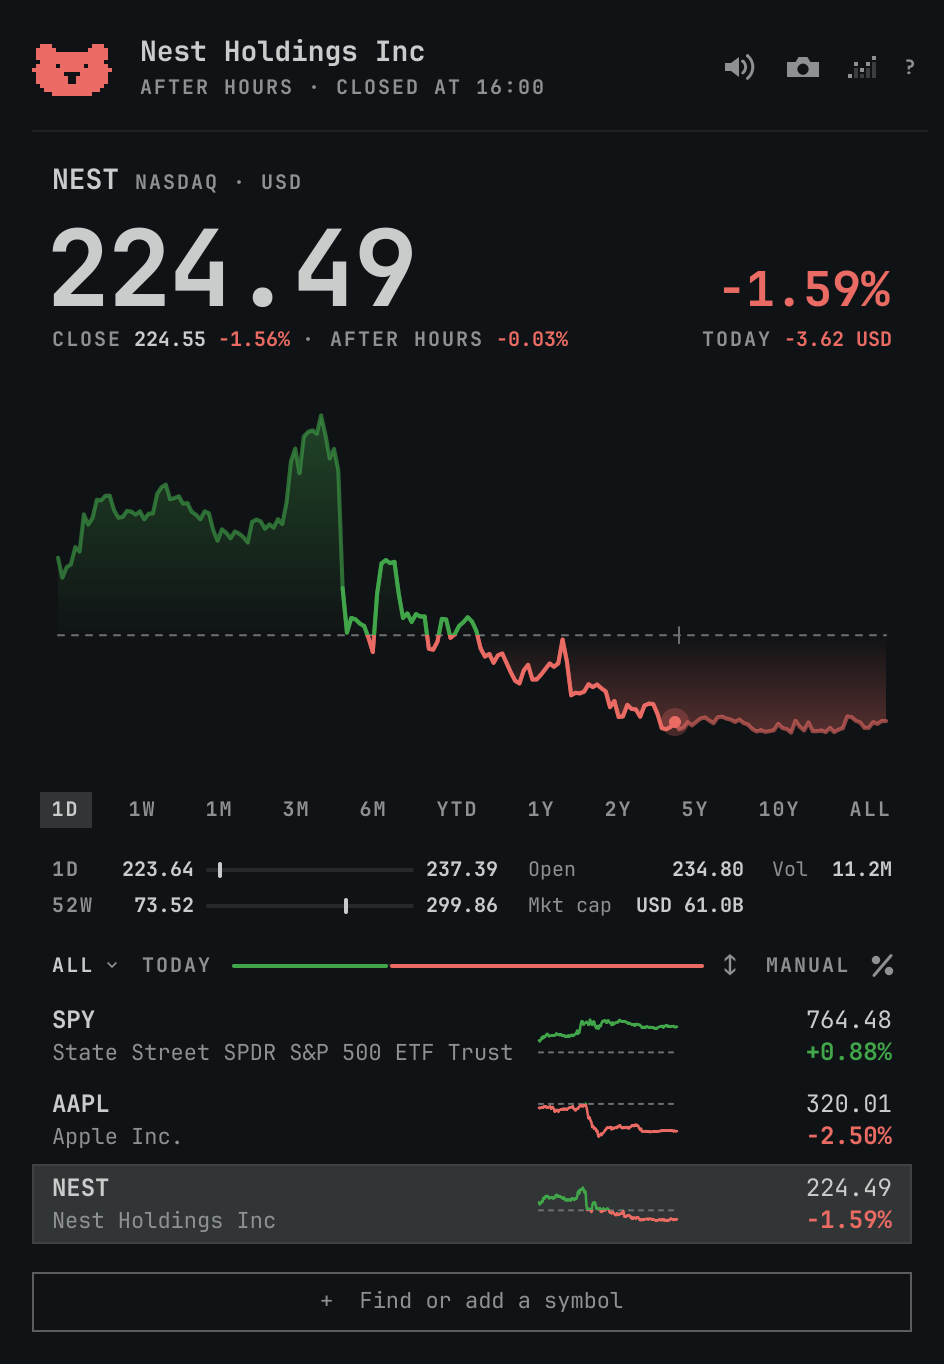 Nest Holdings Inc
AFTER HOURS · CLOSED AT 16:00
?
NEST NASDAQ · USD
224.49
-1.59%
CLOSE 224.55 -1.56% · AFTER HOURS -0.03%
TODAY -3.62 USD
1D 1W 1M 3M 6M YTD 1Y 2Y 5Y 10Y ALL
1D 223.64 237.39 Open 234.80 Vol 11.2M
52W 73.52 299.86 Mkt cap USD 61.0B
ALL TODAY MANUAL %
SPY 764.48
State Street SPDR S&P 500 ETF Trust +0.88%
AAPL 320.01
Apple Inc. -2.50%
NEST 224.49
Nest Holdings Inc -1.59%
+ Find or add a symbol